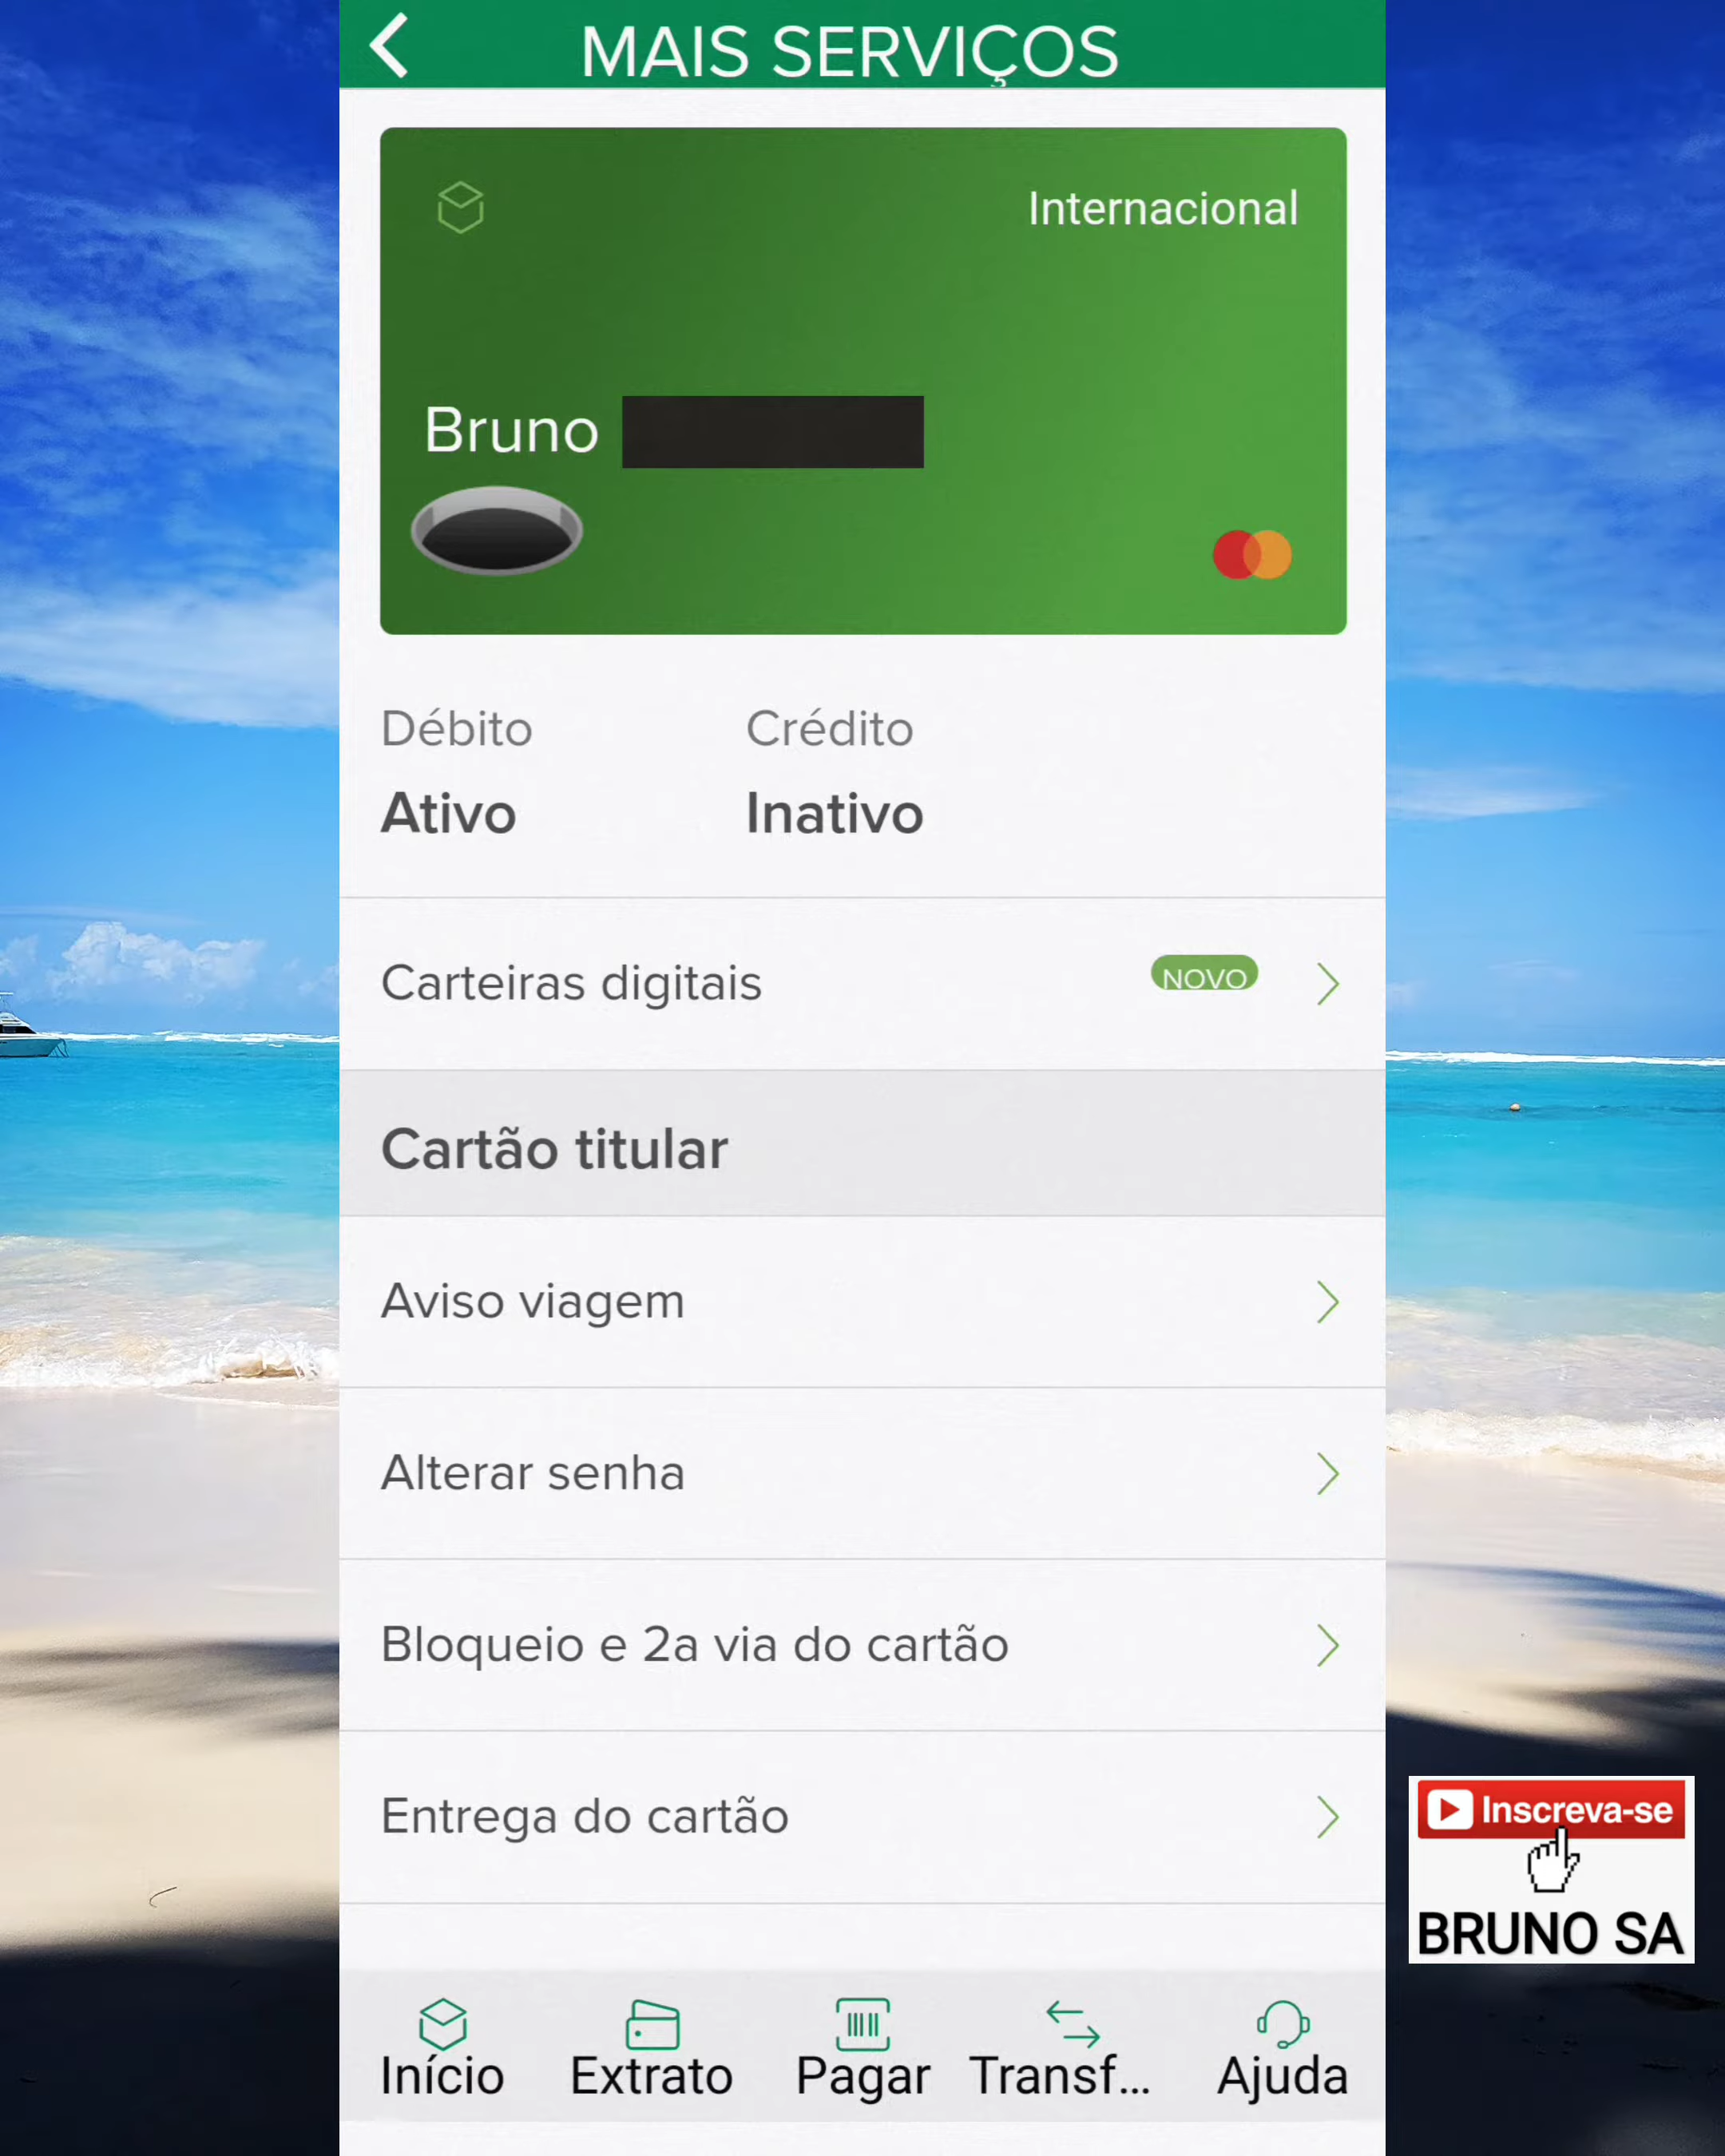 MAIS SERVIÇOS
Internacional
Bruno
Débito
Crédito
Ativo
Inativo
Carteiras digitais
NOVO
Cartão titular
Aviso viagem
Alterar senha
Bloqueio e 2a via do cartão
Entrega do cartão
Inscreva-se
BRUNO SA
Início
Extrato
Pagar
Transf...
Ajuda